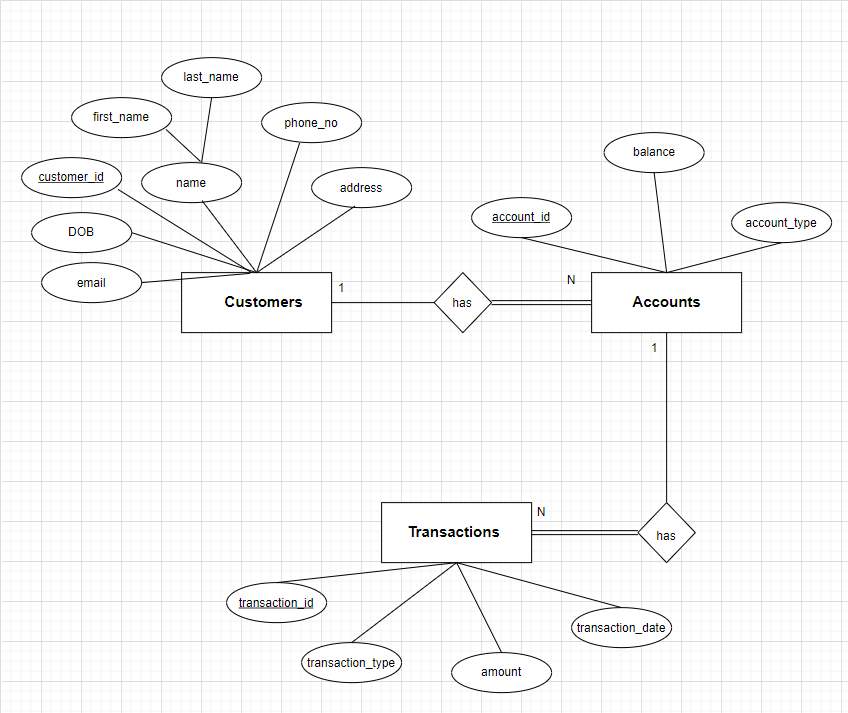 last_name
first_name
phone_no
customer_id
name
address
DOB
email
Customers
1
has
N
Accounts
account_id
balance
account_type
1
Transactions
N
has
transaction_id
transaction_type
amount
transaction_date